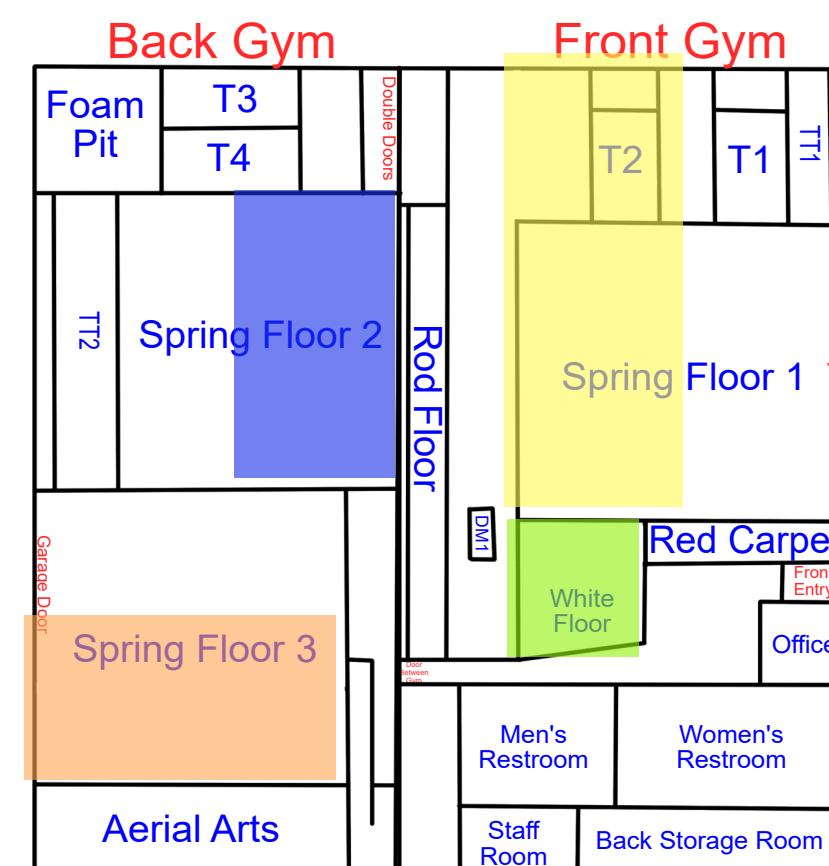 Back Gym
Front Gym
Foam
Pit
T3
T4
Double Doors
T2
T1
TT1
TT2
Spring Floor 2
Rod Floor
Spring Floor 1
DM1
Red Carpe
Garage Door
White
Floor
Fron
Entry
Spring Floor 3
Office
Door
Between
Gym
Men's
Restroom
Women's
Restroom
Aerial Arts
Staff
Room
Back Storage Room